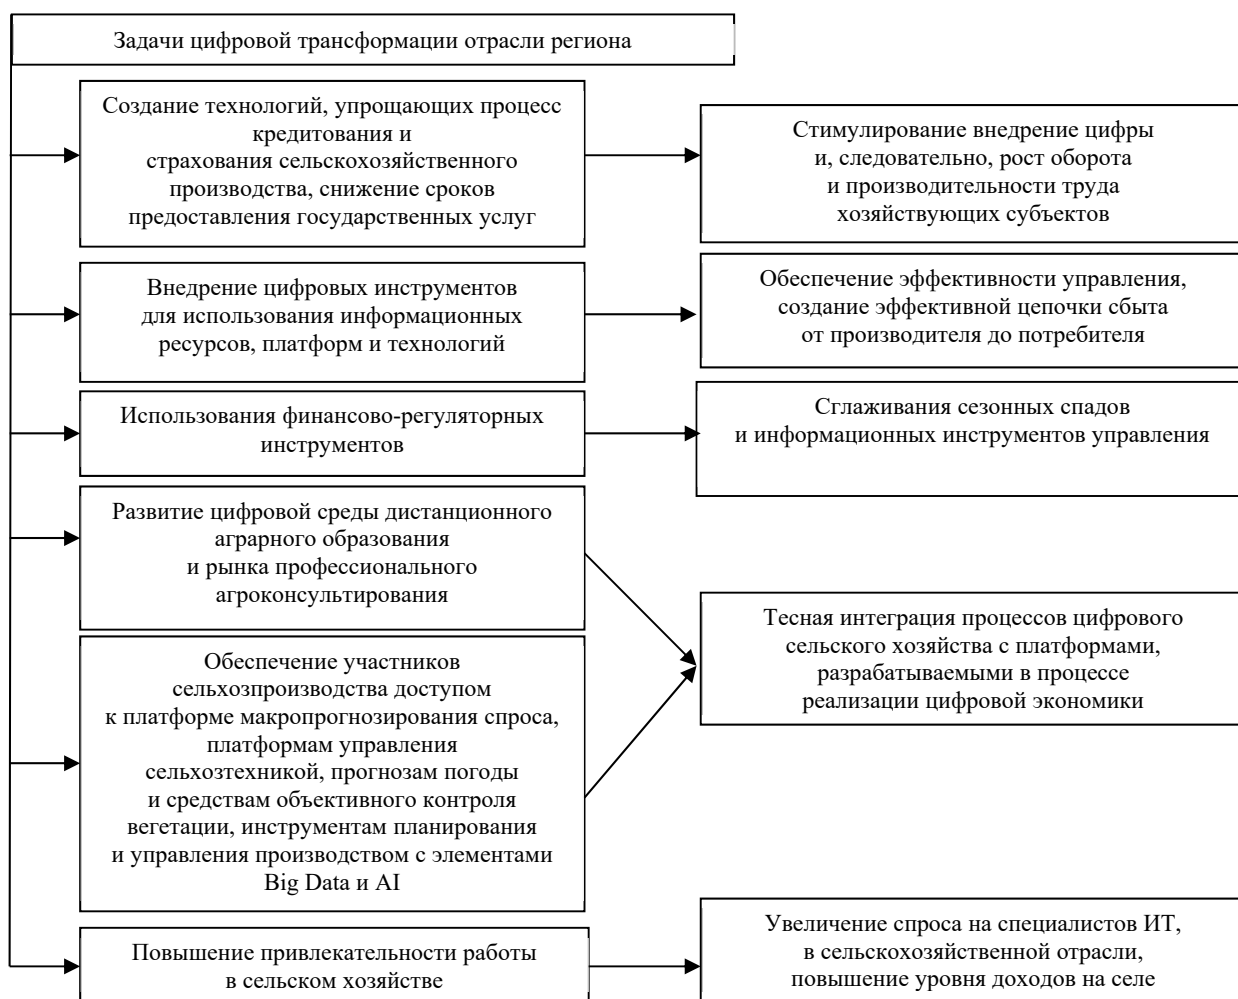 Задачи цифровой трансформации отрасли региона
Создание технологий, упрощающих процесс
кредитования и
страхования сельскохозяйственного
производства, снижение сроков
предоставления государственных услуг
Стимулирование внедрение цифры
и, следовательно, рост оборота
и производительности труда
хозяйствующих субъектов
Внедрение цифровых инструментов
для использования информационных
ресурсов, платформ и технологий
Обеспечение эффективности управления,
создание эффективной цепочки сбыта
от производителя до потребителя
Использования финансово-регуляторных
инструментов
Сглаживания сезонных спадов
и информационных инструментов управления
Развитие цифровой среды дистанционного
аграрного образования
и рынка профессионального
агроконсультирования
Обеспечение участников
сельхозпроизводства доступом
к платформе макропрогнозирования спроса,
платформам управления
сельхозтехникой, прогнозам погоды
и средствам объективного контроля
вегетации, инструментам планирования
и управления производством с элементами
Big Data и AI
Тесная интеграция процессов цифрового
сельского хозяйства с платформами,
разрабатываемыми в процессе
реализации цифровой экономики
Повышение привлекательности работы
в сельском хозяйстве
Увеличение спроса на специалистов ИТ,
в сельскохозяйственной отрасли,
повышение уровня доходов на селе